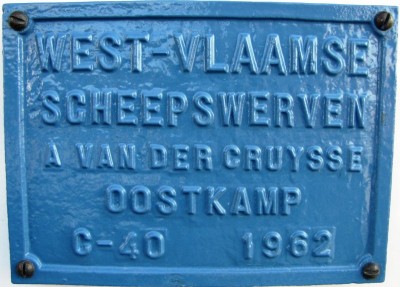 WEST-VLAAMSE
SCHEEPSWERVEN
A VAN DER CRUYSSE
OOSTKAMP
C-40 1962